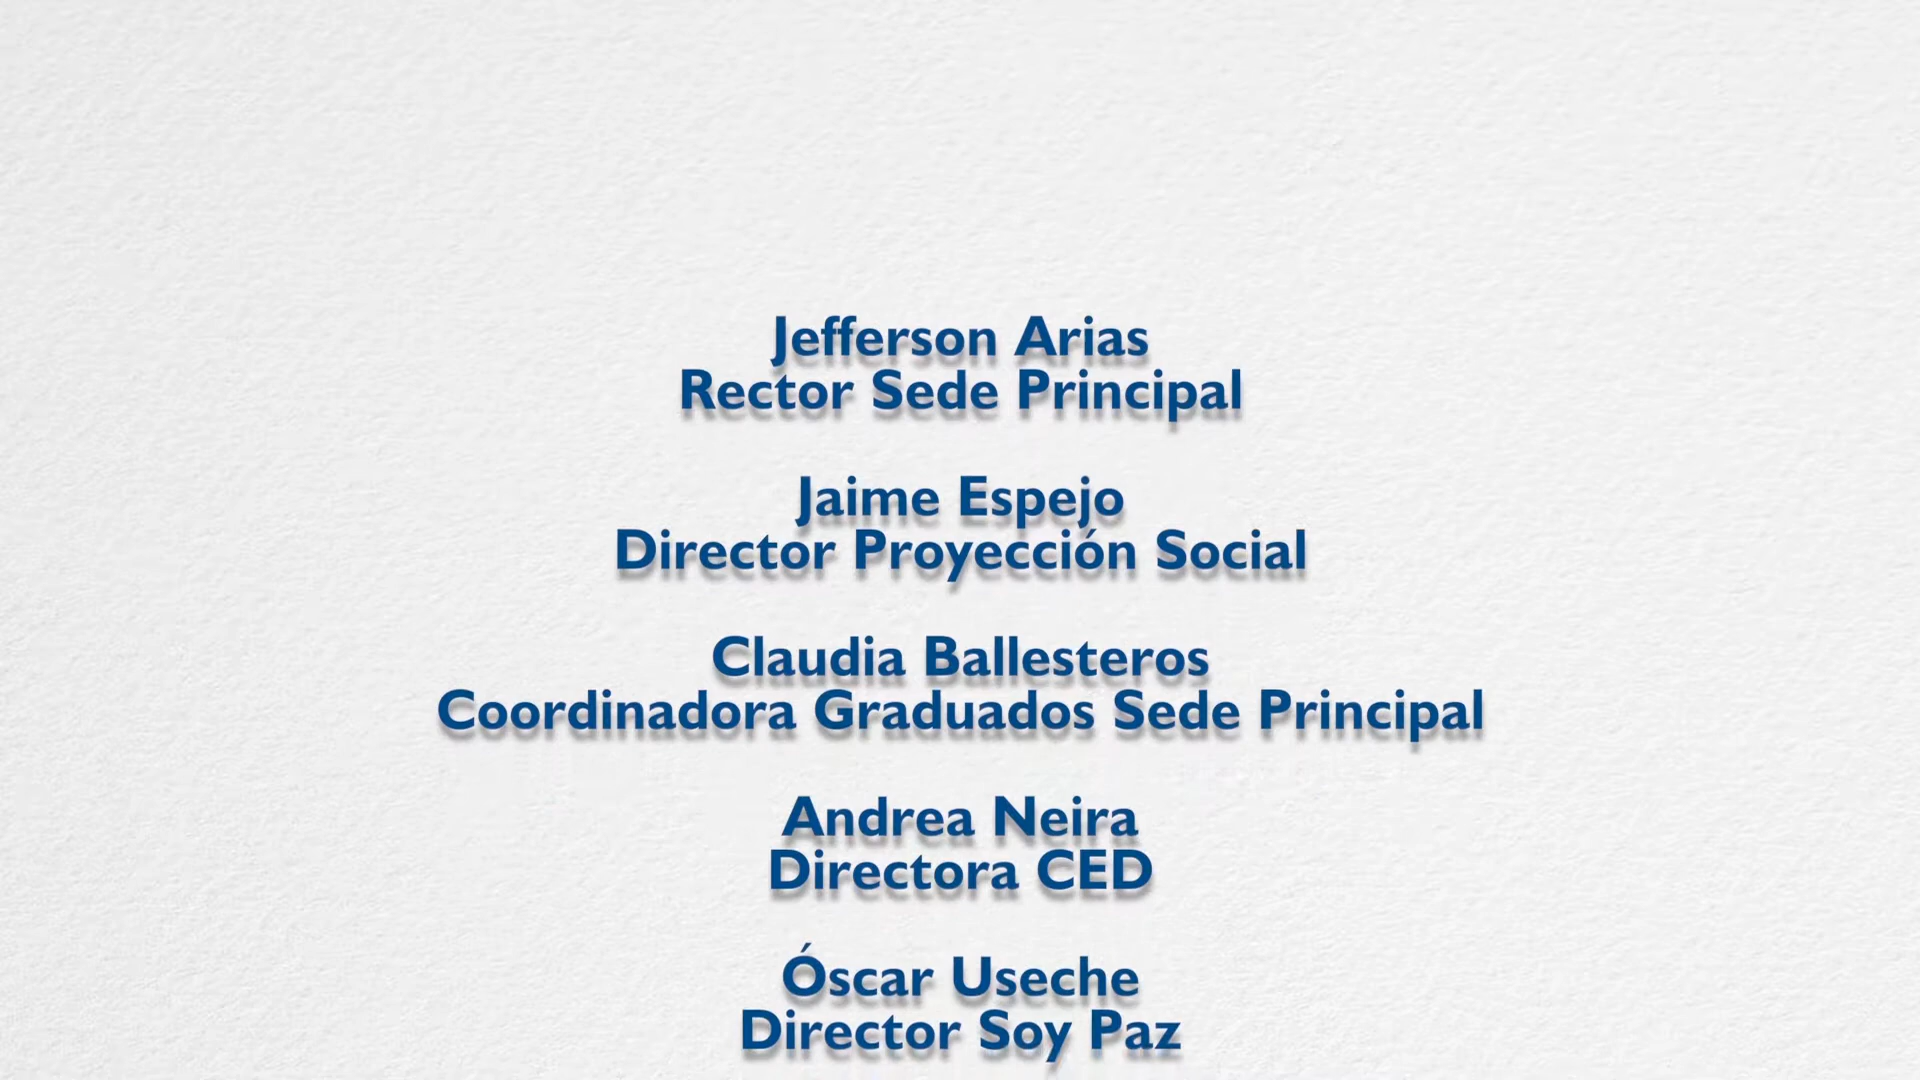 Jefferson Arias
Rector Sede Principal
Jaime Espejo
Director Proyección Social
Claudia Ballesteros
Coordinadora Graduados Sede Principal
Andrea Neira
Directora CED
Óscar Useche
Director Soy Paz